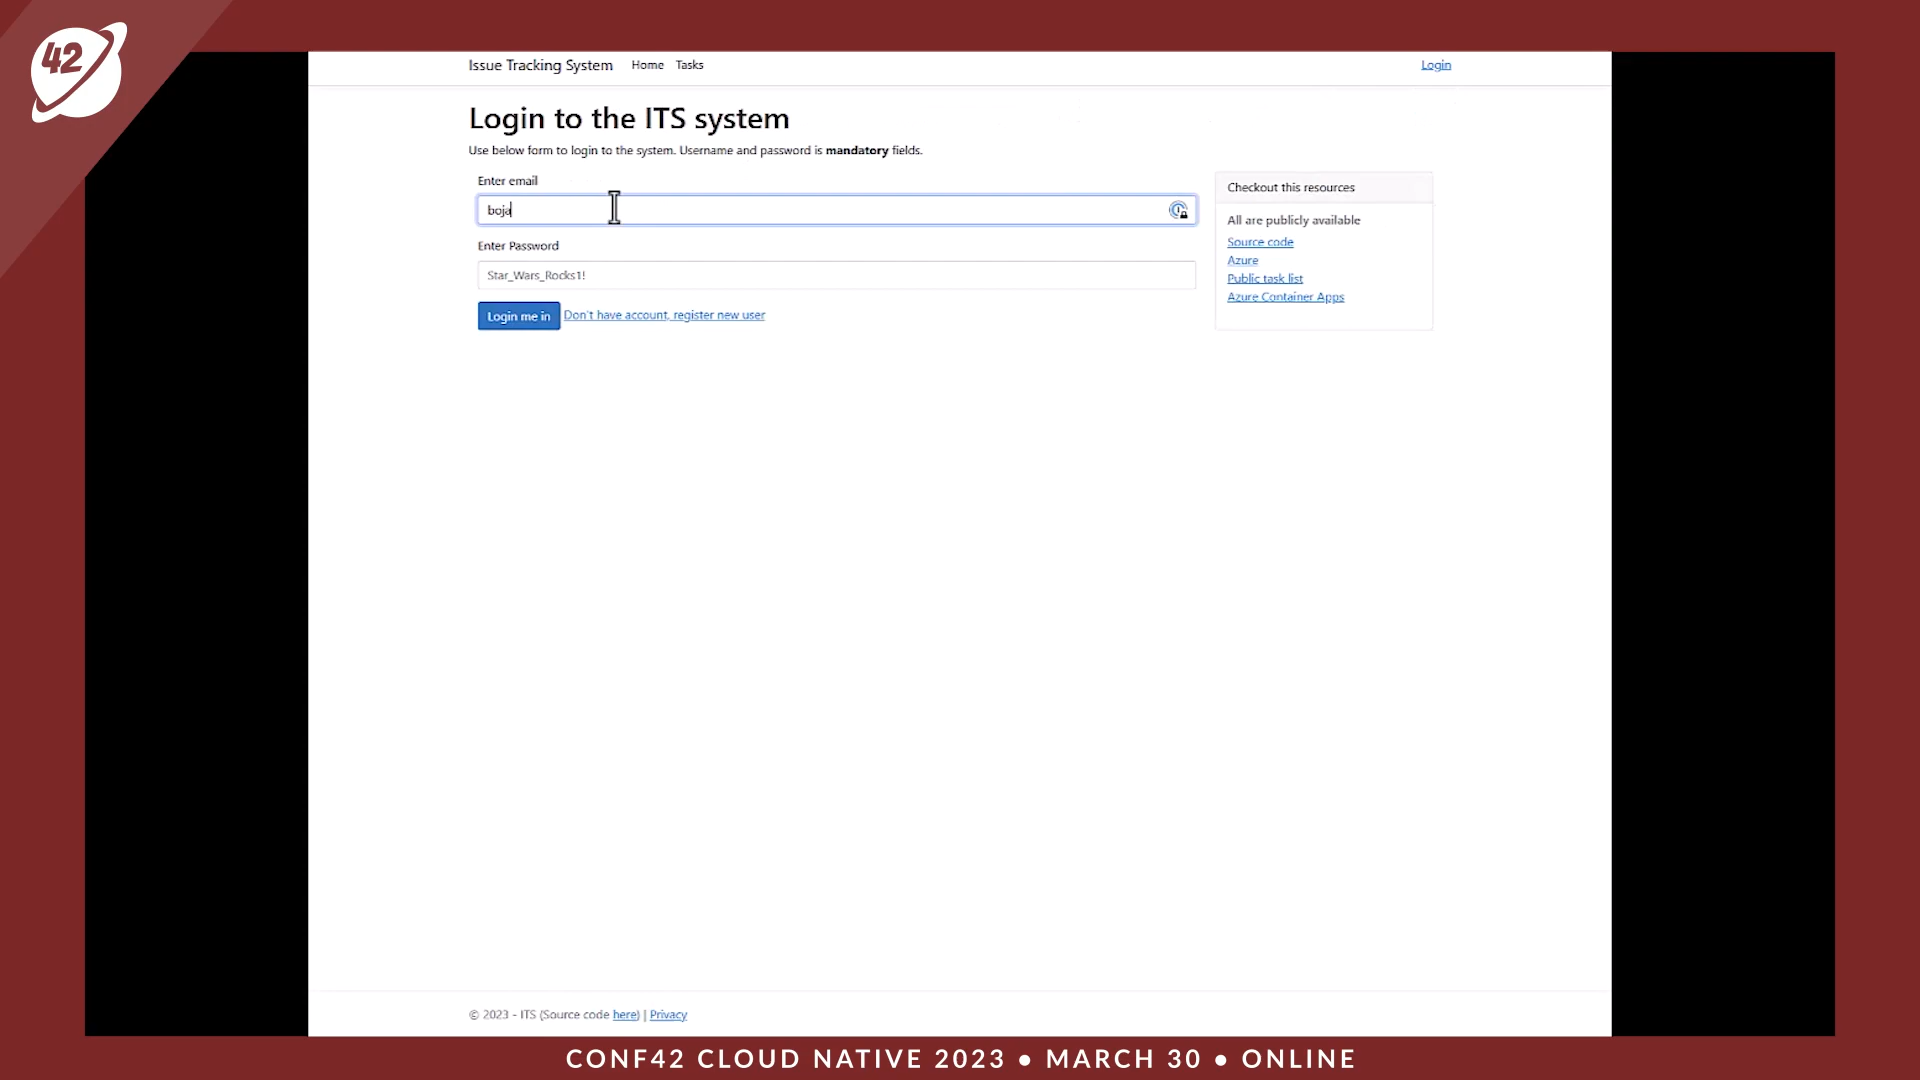 42
Issue Tracking System Home Tasks Login
Login to the ITS system
Use below form to login to the system. Username and password is mandatory fields.
Enter email
boja
Enter Password
Star_Wars_Rocks1!
Login me in Don't have account, register new user
Checkout this resources
All are publicly available
Source code
Azure
Public task list
Azure Container Apps
© 2023 - ITS (Source code here) | Privacy
CONF42 CLOUD NATIVE 2023 • MARCH 30 • ONLINE